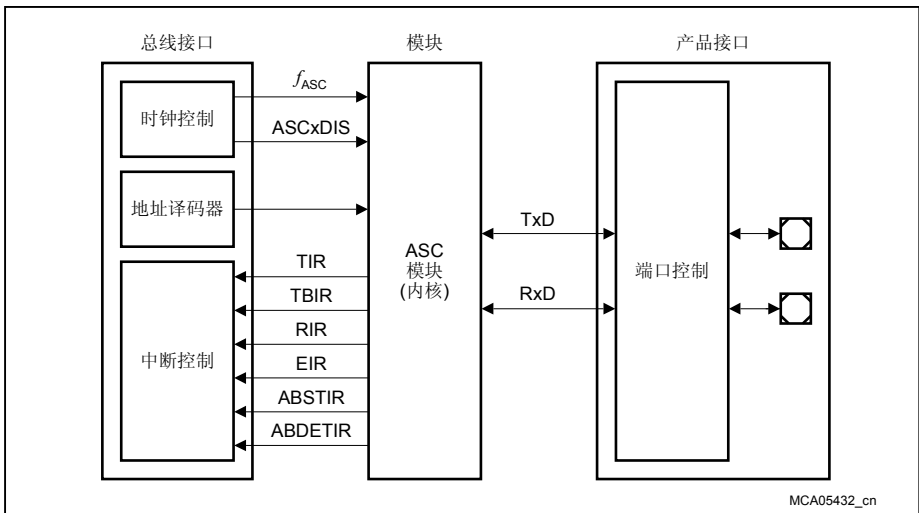 总线接口
模块
产品接口
时钟控制
f ASC
ASCxDIS
地址译码器
TIR
TBIR
RIR
EIR
ABSTIR
ABDETIR
中断控制
ASC
模块
(内核)
TxD
RxD
端口控制
MCA05432_cn